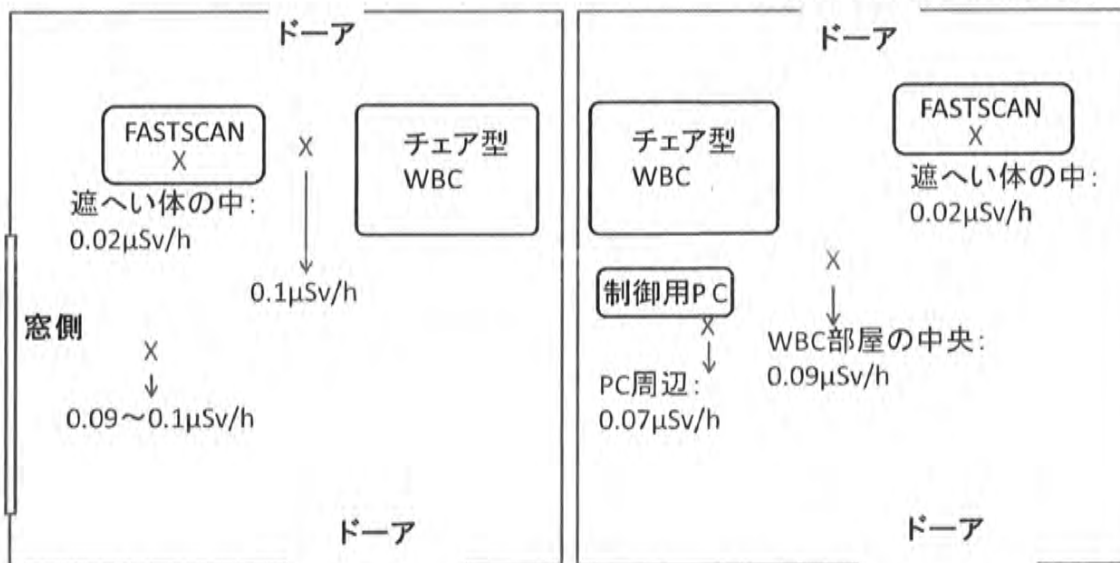 ドーア
FASTSCAN
X
X
チェア型
WBC
遮へい体の中:
0.02μSv/h
0.1μSv/h
窓側
X
0.09～0.1μSv/h
ドーア
ドーア
チェア型
WBC
FASTSCAN
X
遮へい体の中:
0.02μSv/h
X
制御用PC
X
WBC部屋の中央:
0.09μSv/h
PC周辺:
0.07μSv/h
ドーア